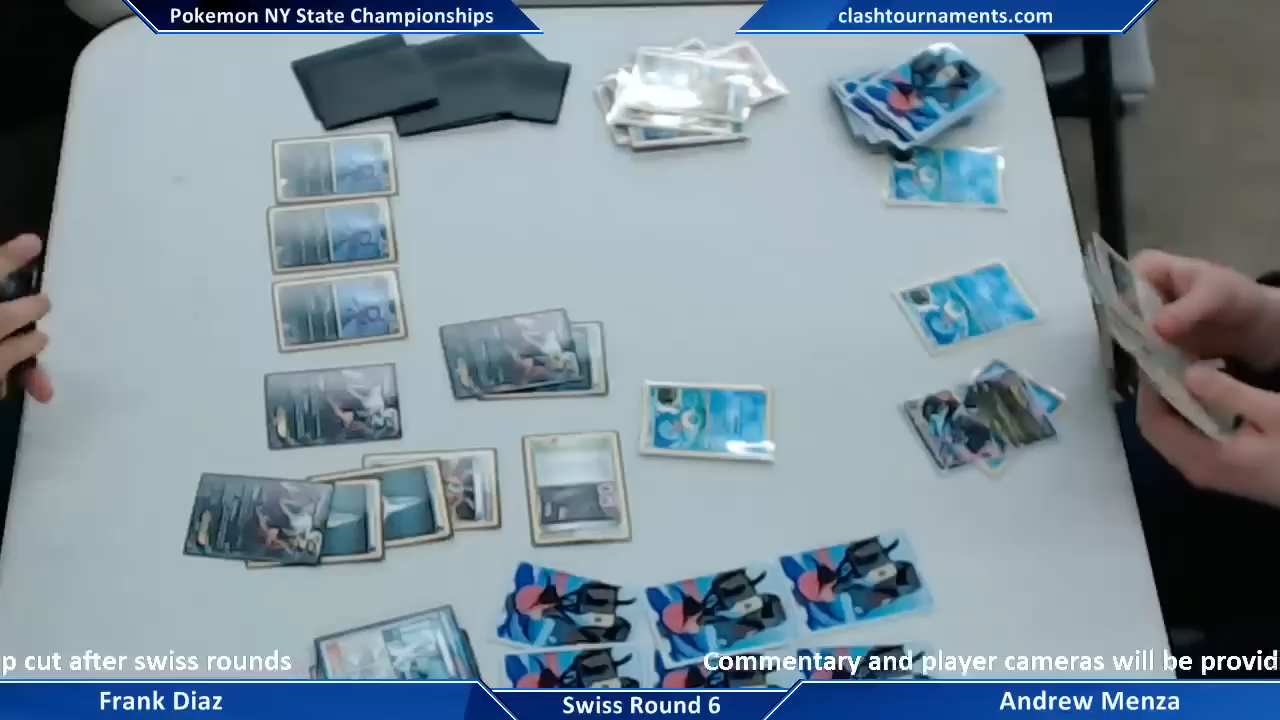 Pokemon NY State Championships
clashtournaments.com
p cut after swiss rounds
Commentary and player cameras will be provid
Frank Diaz
Swiss Round 6
Andrew Menza